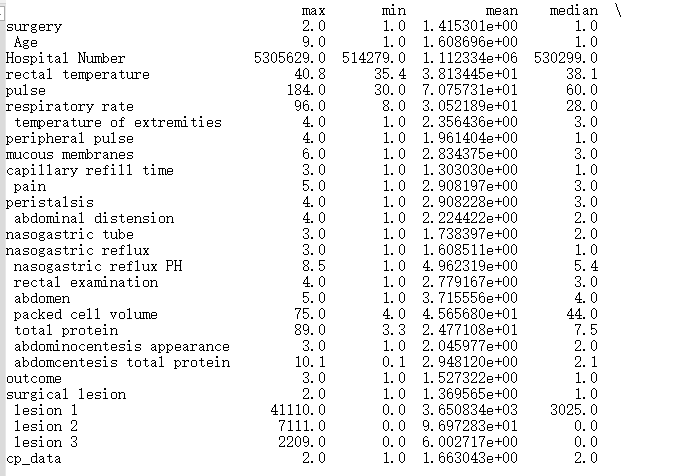 max min mean median \
surgery 2.0 1.0 1.415301e+00 1.0
Age 9.0 1.0 1.608696e+00 1.0
Hospital Number 5305629.0 514279.0 1.112334e+06 530299.0
rectal temperature 40.8 35.4 3.813445e+01 38.1
pulse 184.0 30.0 7.075731e+01 60.0
respiratory rate 96.0 8.0 3.052189e+01 28.0
temperature of extremities 4.0 1.0 2.356436e+00 3.0
peripheral pulse 4.0 1.0 1.961404e+00 1.0
mucous membranes 6.0 1.0 2.834375e+00 3.0
capillary refill time 3.0 1.0 1.303030e+00 1.0
pain 5.0 1.0 2.908197e+00 3.0
peristalsis 4.0 1.0 2.908228e+00 3.0
abdominal distension 4.0 1.0 2.224422e+00 2.0
nasogastric tube 3.0 1.0 1.738397e+00 2.0
nasogastric reflux 3.0 1.0 1.608511e+00 1.0
nasogastric reflux PH 8.5 1.0 4.962319e+00 5.4
rectal examination 4.0 1.0 2.779167e+00 3.0
abdomen 5.0 1.0 3.715556e+00 4.0
packed cell volume 75.0 4.0 4.565680e+01 44.0
total protein 89.0 3.3 2.477108e+01 7.5
abdominocentesis appearance 3.0 1.0 2.045977e+00 2.0
abdomcentesis total protein 10.1 0.1 2.948120e+00 2.1
outcome 3.0 1.0 1.527322e+00 1.0
surgical lesion 2.0 1.0 1.369565e+00 1.0
lesion 1 41110.0 0.0 3.650834e+03 3025.0
lesion 2 7111.0 0.0 9.697283e+01 0.0
lesion 3 2209.0 0.0 6.002717e+00 0.0
cp_data 2.0 1.0 1.663043e+00 2.0